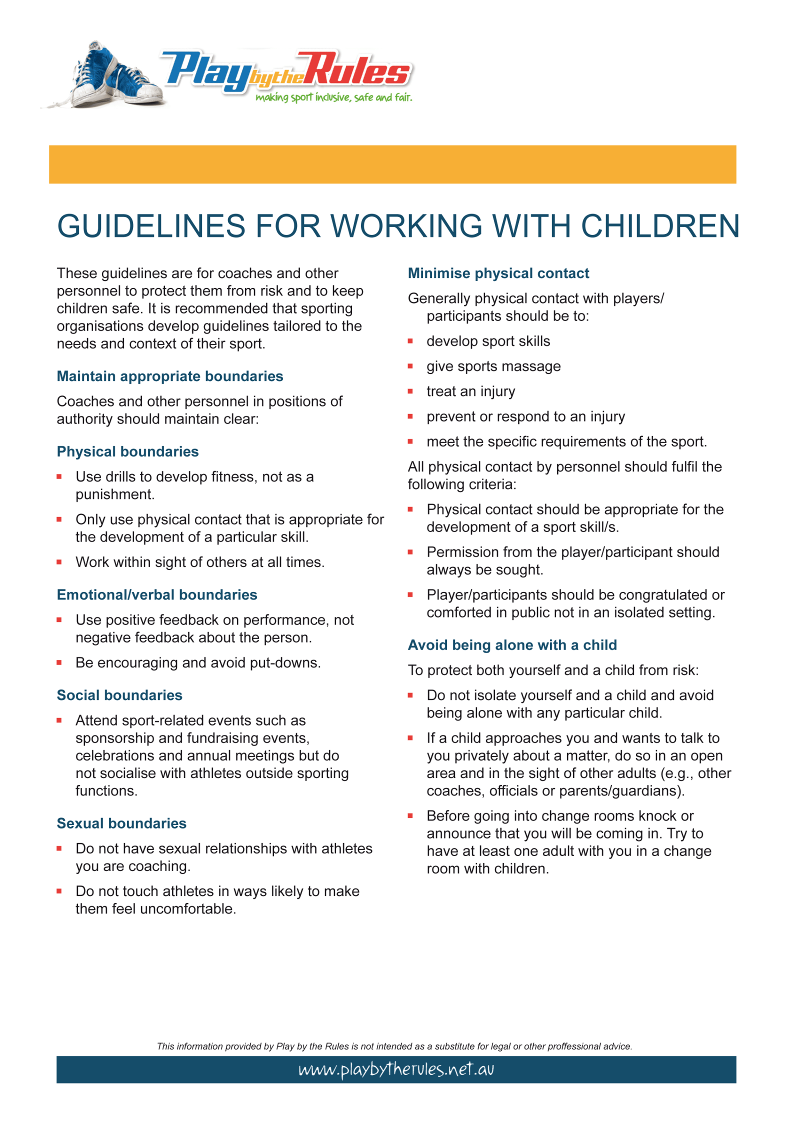 Play by the Rules
making sport inclusive, safe and fair.
GUIDELINES FOR WORKING WITH CHILDREN
These guidelines are for coaches and other
personnel to protect them from risk and to keep
children safe. It is recommended that sporting
organisations develop guidelines tailored to the
needs and context of their sport.
Maintain appropriate boundaries
Coaches and other personnel in positions of
authority should maintain clear:
Physical boundaries
▪ Use drills to develop fitness, not as a
punishment.
▪ Only use physical contact that is appropriate for
the development of a particular skill.
▪ Work within sight of others at all times.
Emotional/verbal boundaries
▪ Use positive feedback on performance, not
negative feedback about the person.
▪ Be encouraging and avoid put-downs.
Social boundaries
▪ Attend sport-related events such as
sponsorship and fundraising events,
celebrations and annual meetings but do
not socialise with athletes outside sporting
functions.
Sexual boundaries
▪ Do not have sexual relationships with athletes
you are coaching.
▪ Do not touch athletes in ways likely to make
them feel uncomfortable.
Minimise physical contact
Generally physical contact with players/
participants should be to:
▪ develop sport skills
▪ give sports massage
▪ treat an injury
▪ prevent or respond to an injury
▪ meet the specific requirements of the sport.
All physical contact by personnel should fulfil the
following criteria:
▪ Physical contact should be appropriate for the
development of a sport skill/s.
▪ Permission from the player/participant should
always be sought.
▪ Player/participants should be congratulated or
comforted in public not in an isolated setting.
Avoid being alone with a child
To protect both yourself and a child from risk:
▪ Do not isolate yourself and a child and avoid
being alone with any particular child.
▪ If a child approaches you and wants to talk to
you privately about a matter, do so in an open
area and in the sight of other adults (e.g., other
coaches, officials or parents/guardians).
▪ Before going into change rooms knock or
announce that you will be coming in. Try to
have at least one adult with you in a change
room with children.
This information provided by Play by the Rules is not intended as a substitute for legal or other proffessional advice.
www.playbytherules.net.au